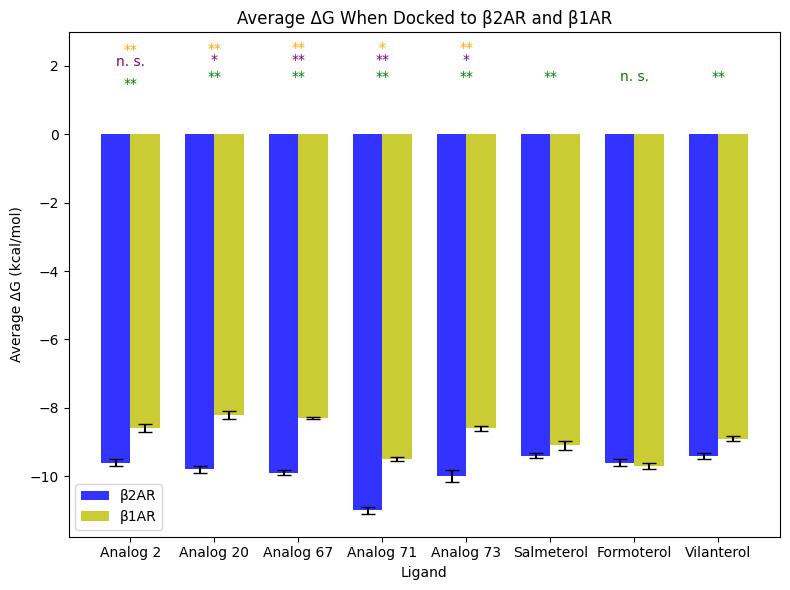 Average ΔG When Docked to β2AR and β1AR
** ** ** * **
n. s. * ** ** *
** ** ** ** ** ** n. s. **
2
0
−2
−4
−6
−8
−10
Average ΔG (kcal/mol)
β2AR
β1AR
Analog 2 Analog 20 Analog 67 Analog 71 Analog 73 Salmeterol Formoterol Vilanterol
Ligand